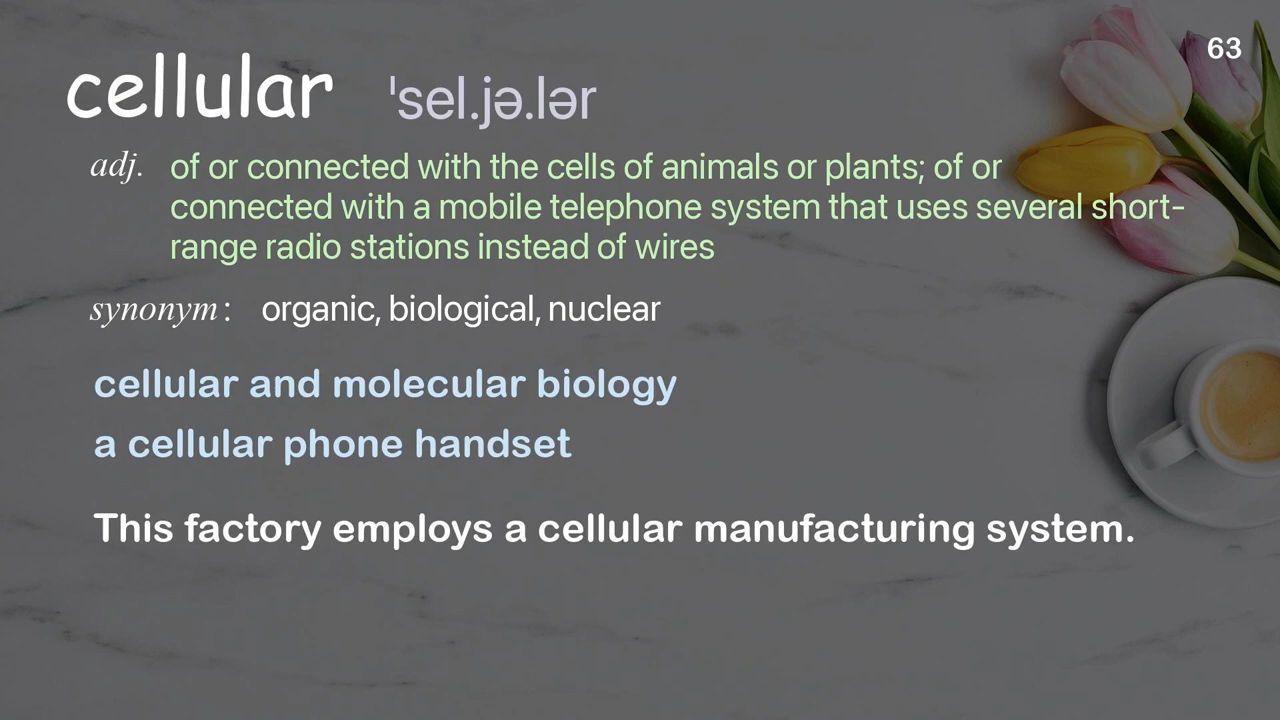 63
cellular ˈsel.jə.lər
adj. of or connected with the cells of animals or plants; of or
connected with a mobile telephone system that uses several short-
range radio stations instead of wires
synonym: organic, biological, nuclear
cellular and molecular biology
a cellular phone handset
This factory employs a cellular manufacturing system.